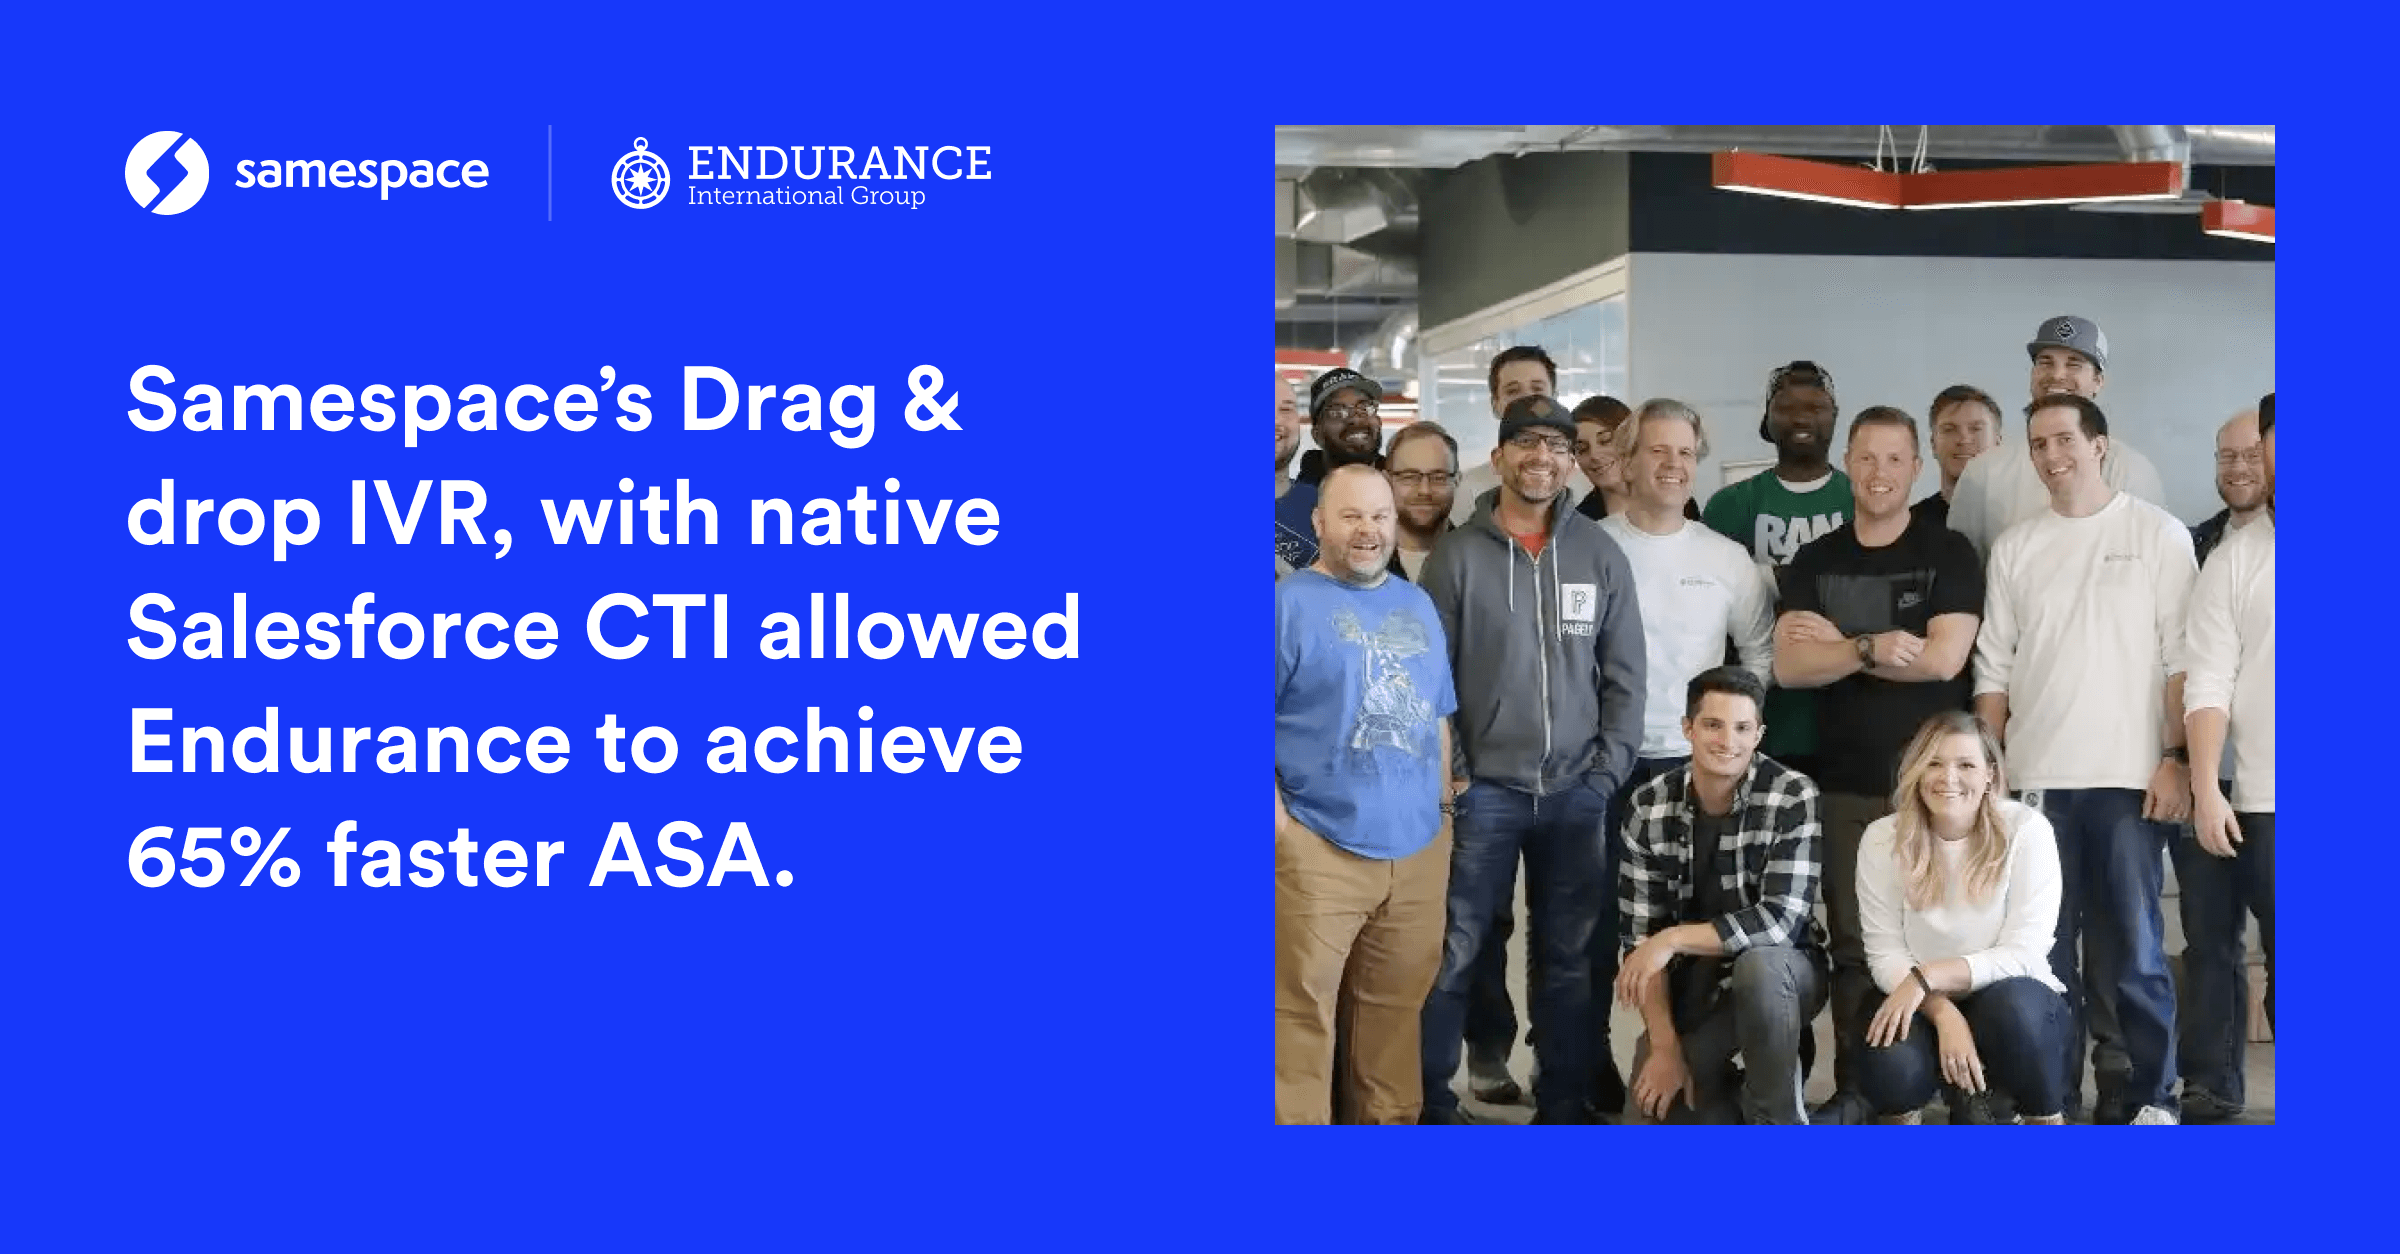 samespace
ENDURANCE
International Group
Samespace’s Drag &
drop IVR, with native
Salesforce CTI allowed
Endurance to achieve
65% faster ASA.
RAN